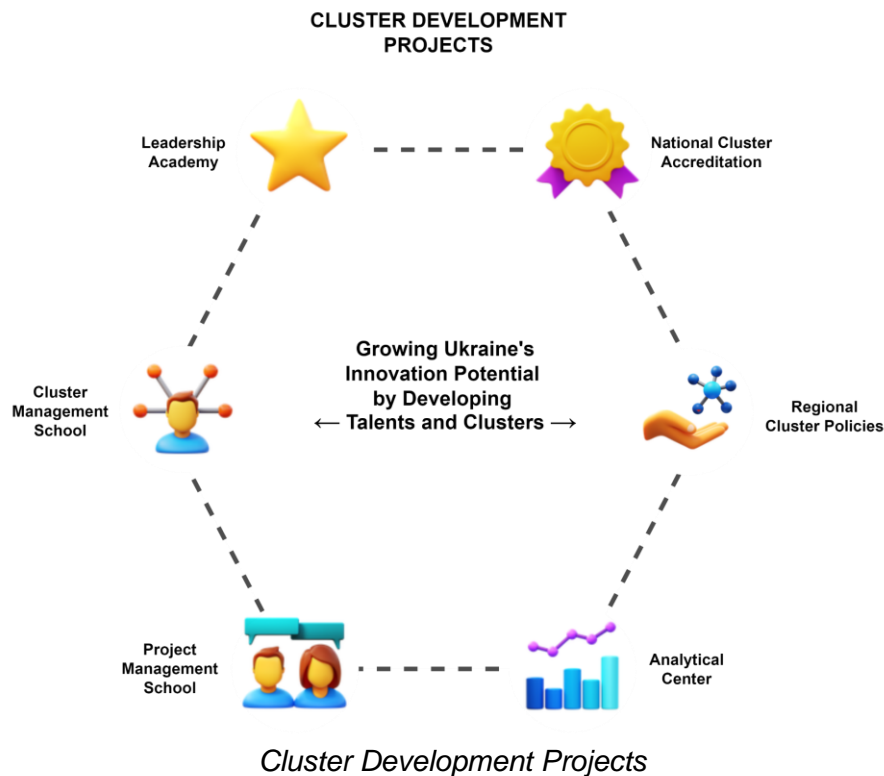 CLUSTER DEVELOPMENT
PROJECTS
Leadership
Academy
National Cluster
Accreditation
Growing Ukraine's
Innovation Potential
by Developing
← Talents and Clusters →
Cluster
Management
School
Regional
Cluster Policies
Project
Management
School
Analytical
Center
Cluster Development Projects